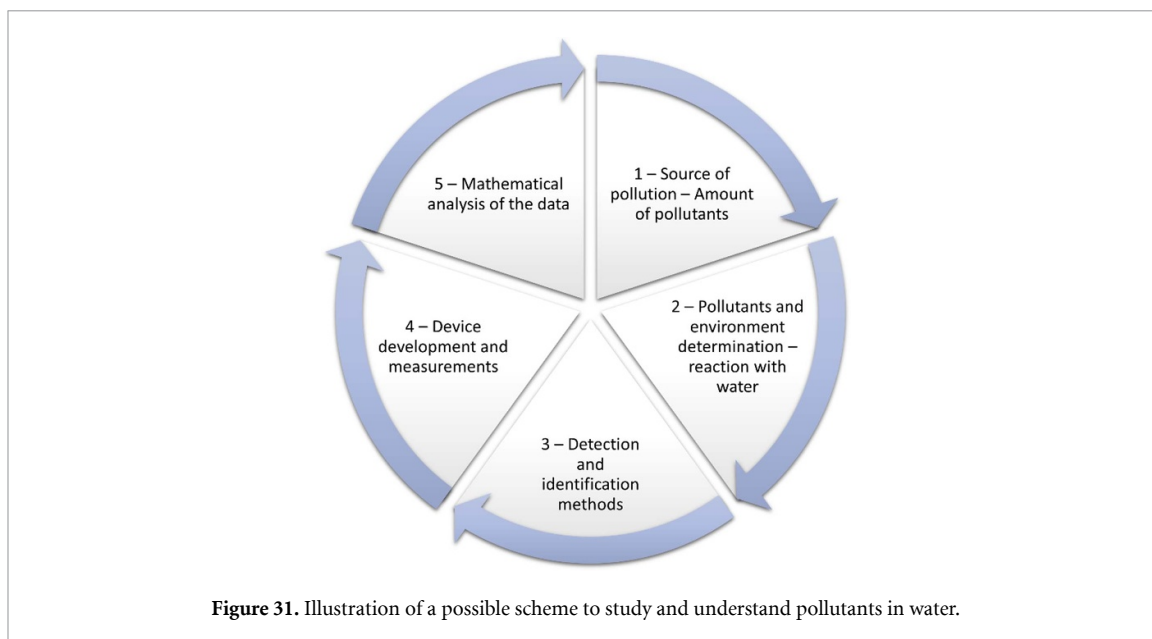 1 – Source of
pollution – Amount
of pollutants
2 – Pollutants and
environment
determination –
reaction with
water
3 – Detection
and
identification
methods
4 – Device
development and
measurements
5 – Mathematical
analysis of the data
Figure 31. Illustration of a possible scheme to study and understand pollutants in water.